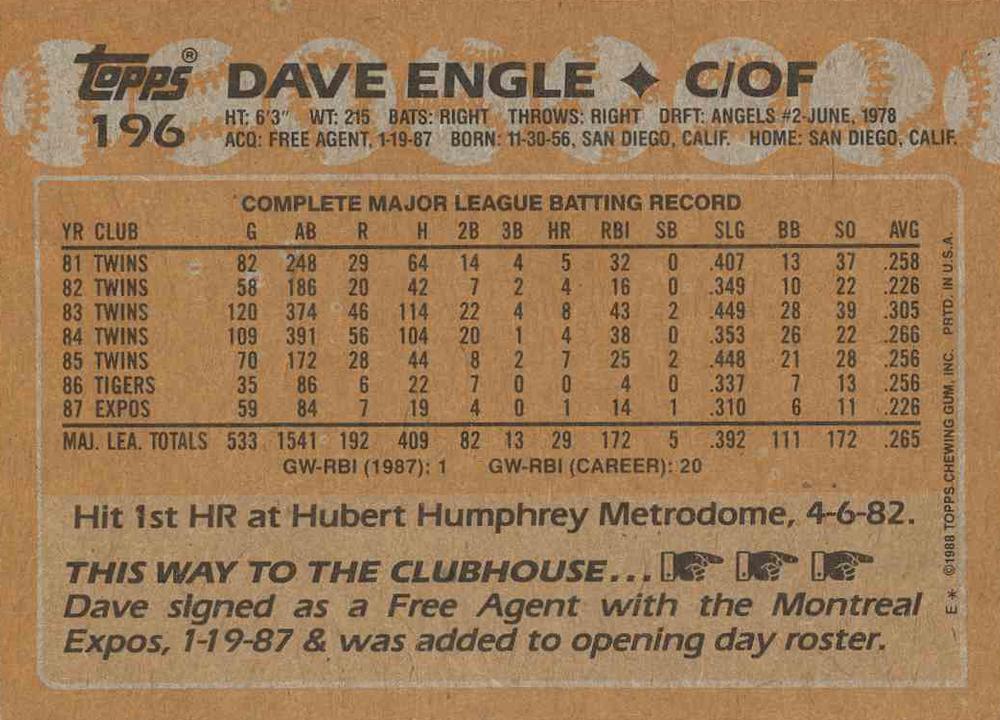 Topps®
DAVE ENGLE ✦ C/OF
196
HT: 6'3" WT: 215 BATS: RIGHT THROWS: RIGHT DRFT: ANGELS #2-JUNE, 1978
ACQ: FREE AGENT, 1-19-87 BORN: 11-30-56, SAN DIEGO, CALIF. HOME: SAN DIEGO, CALIF.
COMPLETE MAJOR LEAGUE BATTING RECORD
YR CLUB G AB R H 2B 3B HR RBI SB SLG BB SO AVG
81 TWINS 82 248 29 64 14 4 5 32 0 .407 13 37 .258
82 TWINS 58 186 20 42 7 2 4 16 0 .349 10 22 .226
83 TWINS 120 374 46 114 22 4 8 43 2 .449 28 39 .305
84 TWINS 109 391 56 104 20 1 4 38 0 .353 26 22 .266
85 TWINS 70 172 28 44 8 2 7 25 2 .448 21 28 .256
86 TIGERS 35 86 6 22 7 0 0 4 0 .337 7 13 .256
87 EXPOS 59 84 7 19 4 0 1 14 1 .310 6 11 .226
MAJ. LEA. TOTALS 533 1541 192 409 82 13 29 172 5 .392 111 172 .265
GW-RBI (1987): 1 GW-RBI (CAREER): 20
Hit 1st HR at Hubert Humphrey Metrodome, 4-6-82.
THIS WAY TO THE CLUBHOUSE...
Dave signed as a Free Agent with the Montreal
Expos, 1-19-87 & was added to opening day roster.
E* ©1988 TOPPS CHEWING GUM, INC. PRTD. IN U.S.A.